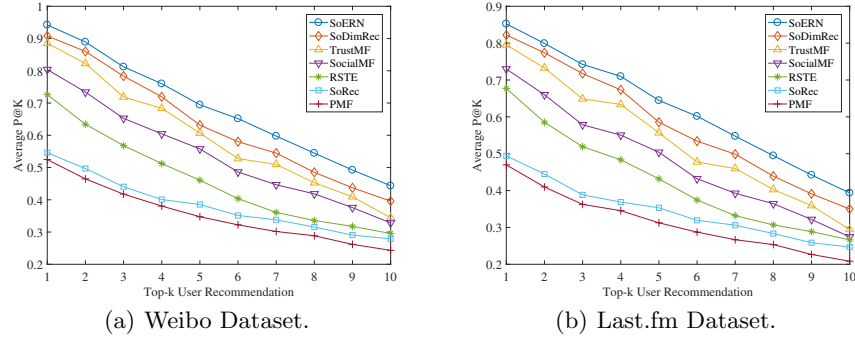 1
0.9
0.8
0.7
0.6
0.5
0.4
0.3
0.2
Average P@K
1 2 3 4 5 6 7 8 9 10
Top-k User Recommendation
SoERN
SoDimRec
TrustMF
SocialMF
RSTE
SoRec
PMF
(a) Weibo Dataset.
0.9
0.8
0.7
0.6
0.5
0.4
0.3
0.2
Average P@K
1 2 3 4 5 6 7 8 9 10
Top-k User Recommendation
SoERN
SoDimRec
TrustMF
SocialMF
RSTE
SoRec
PMF
(b) Last.fm Dataset.